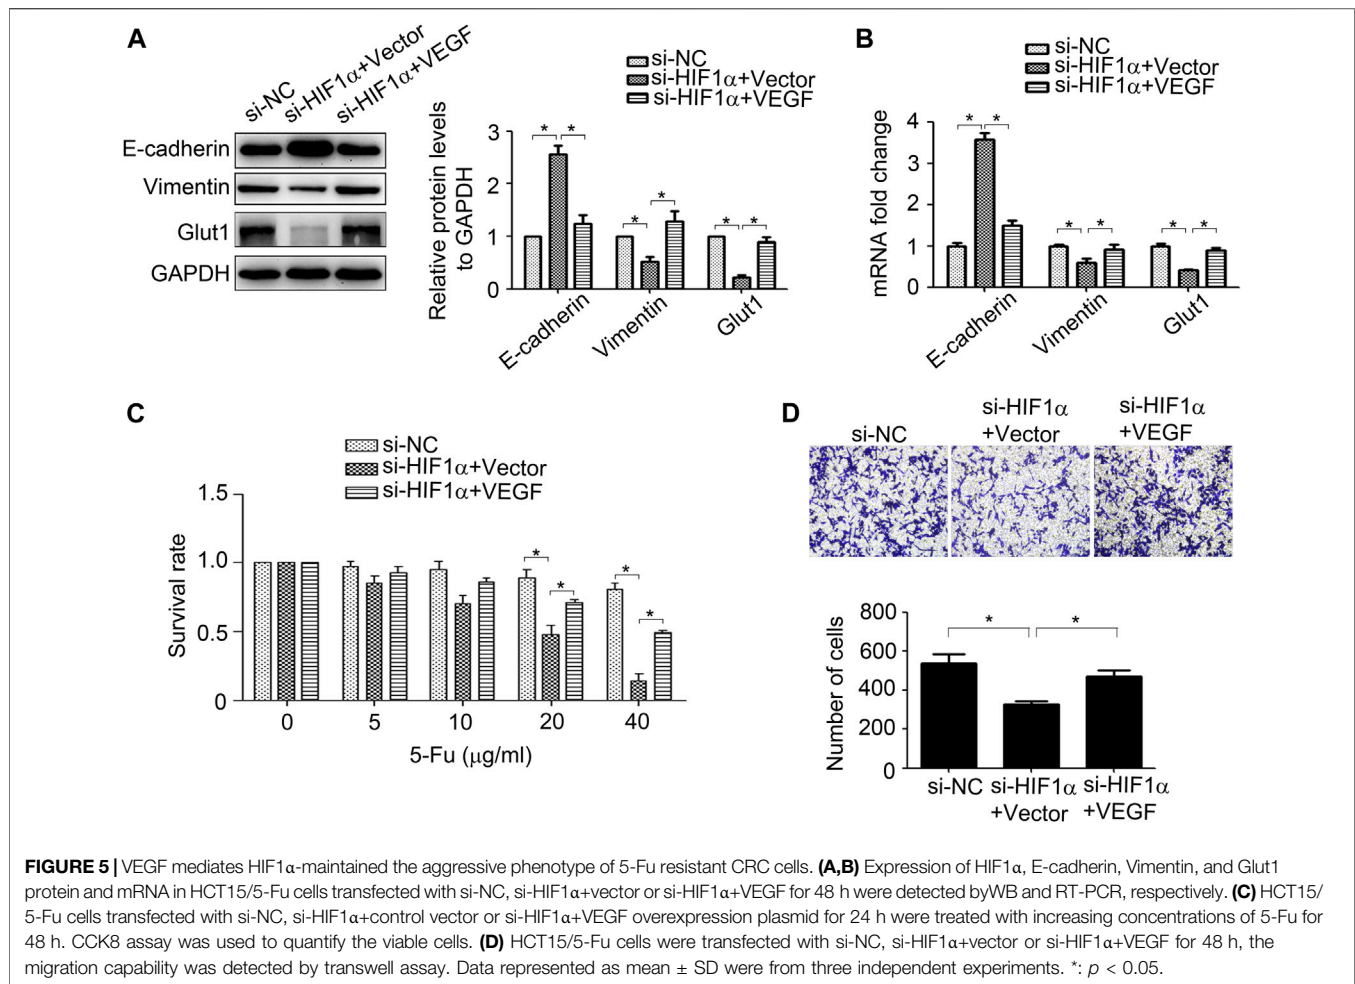 A
si-NC
si-HIF1α+Vector
si-HIF1α+VEGF
E-cadherin
Vimentin
Glut1
GAPDH
si-NC
si-HIF1α+Vector
si-HIF1α+VEGF
Relative protein levels
to GAPDH
3
2
1
0
* *
* *
* *
E-cadherin
Vimentin
Glut1
B
si-NC
si-HIF1α+Vector
si-HIF1α+VEGF
mRNA fold change
4
3
2
1
0
* *
* *
* *
E-cadherin
Vimentin
Glut1
C
si-NC
si-HIF1α+Vector
si-HIF1α+VEGF
Survival rate
1.5
1.0
0.5
0
* *
* *
0 5 10 20 40
5-Fu (μg/ml)
D
si-NC
si-HIF1α
+Vector
si-HIF1α
+VEGF
Number of cells
800
600
400
200
0
* *
si-NC
si-HIF1α
+Vector
si-HIF1α
+VEGF
FIGURE 5 | VEGF mediates HIF1α-maintained the aggressive phenotype of 5-Fu resistant CRC cells. (A,B) Expression of HIF1α, E-cadherin, Vimentin, and Glut1
protein and mRNA in HCT15/5-Fu cells transfected with si-NC, si-HIF1α+vector or si-HIF1α+VEGF for 48 h were detected byWB and RT-PCR, respectively. (C) HCT15/
5-Fu cells transfected with si-NC, si-HIF1α+control vector or si-HIF1α+VEGF overexpression plasmid for 24 h were treated with increasing concentrations of 5-Fu for
48 h. CCK8 assay was used to quantify the viable cells. (D) HCT15/5-Fu cells were transfected with si-NC, si-HIF1α+vector or si-HIF1α+VEGF for 48 h, the
migration capability was detected by transwell assay. Data represented as mean ± SD were from three independent experiments. *: p < 0.05.